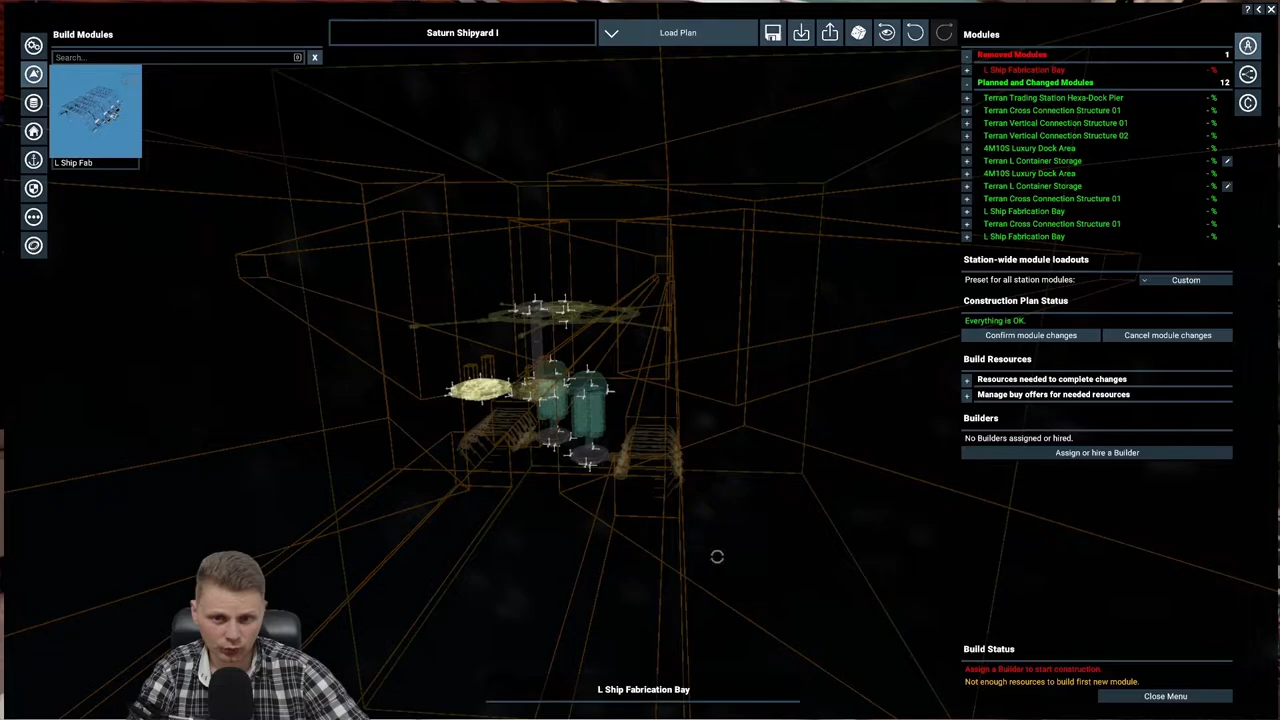 Build Modules
Saturn Shipyard I
Load Plan
Search...
X
L Ship Fab
Modules
Removed Modules 1
L Ship Fabrication Bay - %
Planned and Changed Modules 12
Terran Trading Station Hexa-Dock Pier - %
Terran Cross Connection Structure 01 - %
Terran Vertical Connection Structure 01 - %
Terran Vertical Connection Structure 02 - %
4M10S Luxury Dock Area - %
Terran L Container Storage - %
4M10S Luxury Dock Area - %
Terran L Container Storage - %
Terran Cross Connection Structure 01 - %
L Ship Fabrication Bay - %
Terran Cross Connection Structure 01 - %
L Ship Fabrication Bay - %
Station-wide module loadouts
Preset for all station modules: Custom
Construction Plan Status
Everything is OK.
Confirm module changes Cancel module changes
Build Resources
Resources needed to complete changes
Manage buy offers for needed resources
Builders
No Builders assigned or hired.
Assign or hire a Builder
L Ship Fabrication Bay
Build Status
Assign a Builder to start construction.
Not enough resources to build first new module.
Close Menu